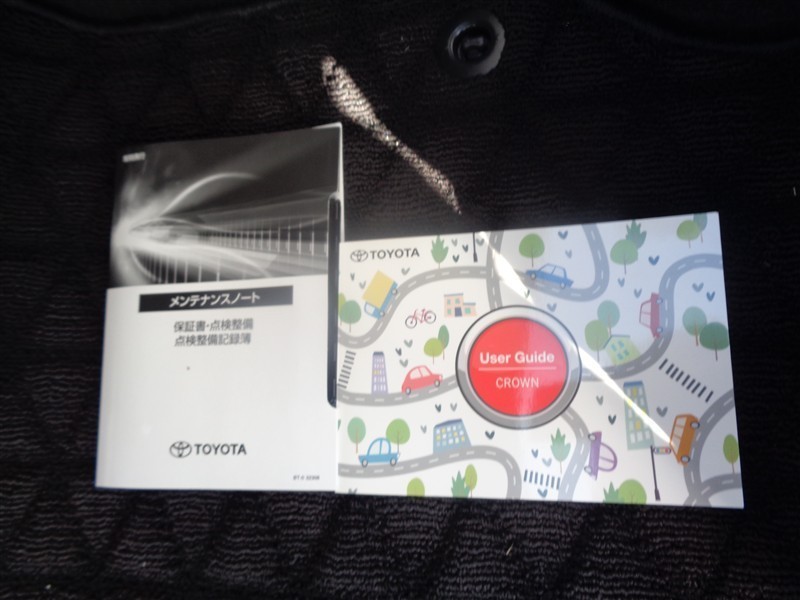 メンテナンスノート
保証書・点検整備
点検整備記録簿
TOYOTA
TOYOTA
User Guide
CROWN